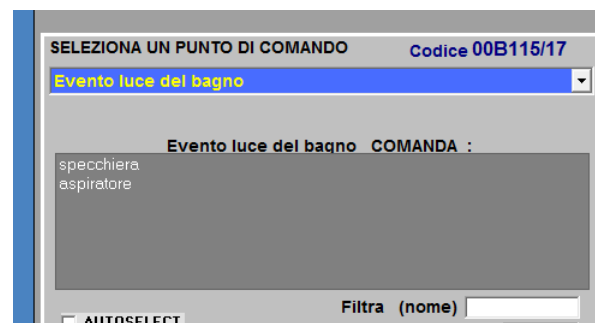 SELEZIONA UN PUNTO DI COMANDO Codice 00B115/17
Evento luce del bagno
Evento luce del bagno COMANDA :
specchiera
aspiratore
Filtra (nome)
AUTOSELECT